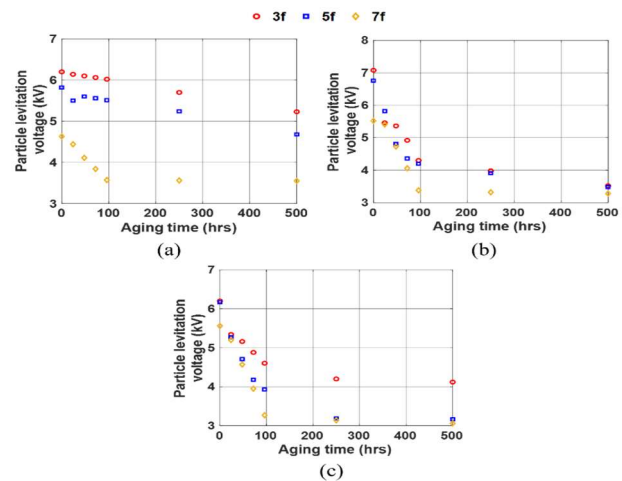 3f 5f 7f
7
6
5
4
3
0 100 200 300 400 500
Particle levitation
voltage (kV)
Aging time (hrs)
(a)
8
7
6
5
4
3
0 100 200 300 400 500
Particle levitation
voltage (kV)
Aging time (hrs)
(b)
7
6
5
4
3
0 100 200 300 400 500
Particle levitation
voltage (kV)
Aging time (hrs)
(c)